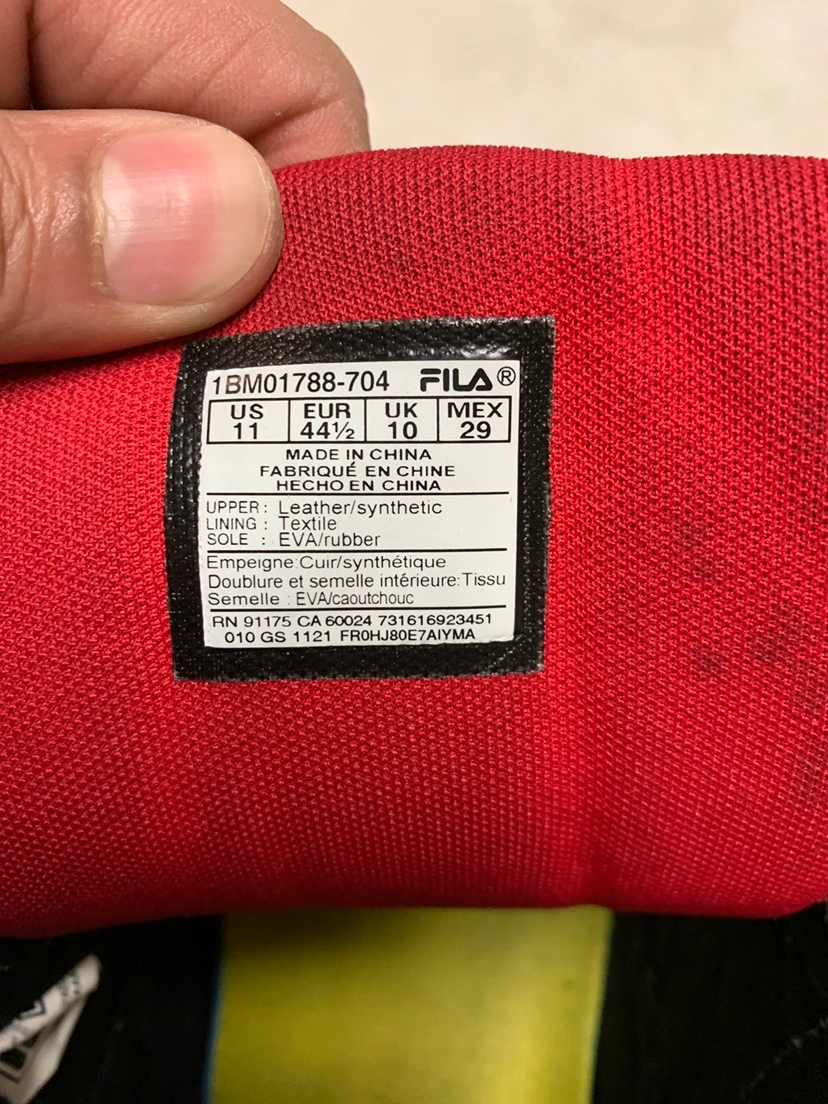 1BM01788-704 FILA®
US EUR UK MEX
11 44½ 10 29
MADE IN CHINA
FABRIQUÉ EN CHINE
HECHO EN CHINA
UPPER: Leather/synthetic
LINING : Textile
SOLE : EVA/rubber
Empeigne:Cuir/synthétique
Doublure et semelle intérieure:Tissu
Semelle : EVA/caoutchouc
RN 91175 CA 60024 731616923451
010 GS 1121 FR0HJ80E7AIYMA